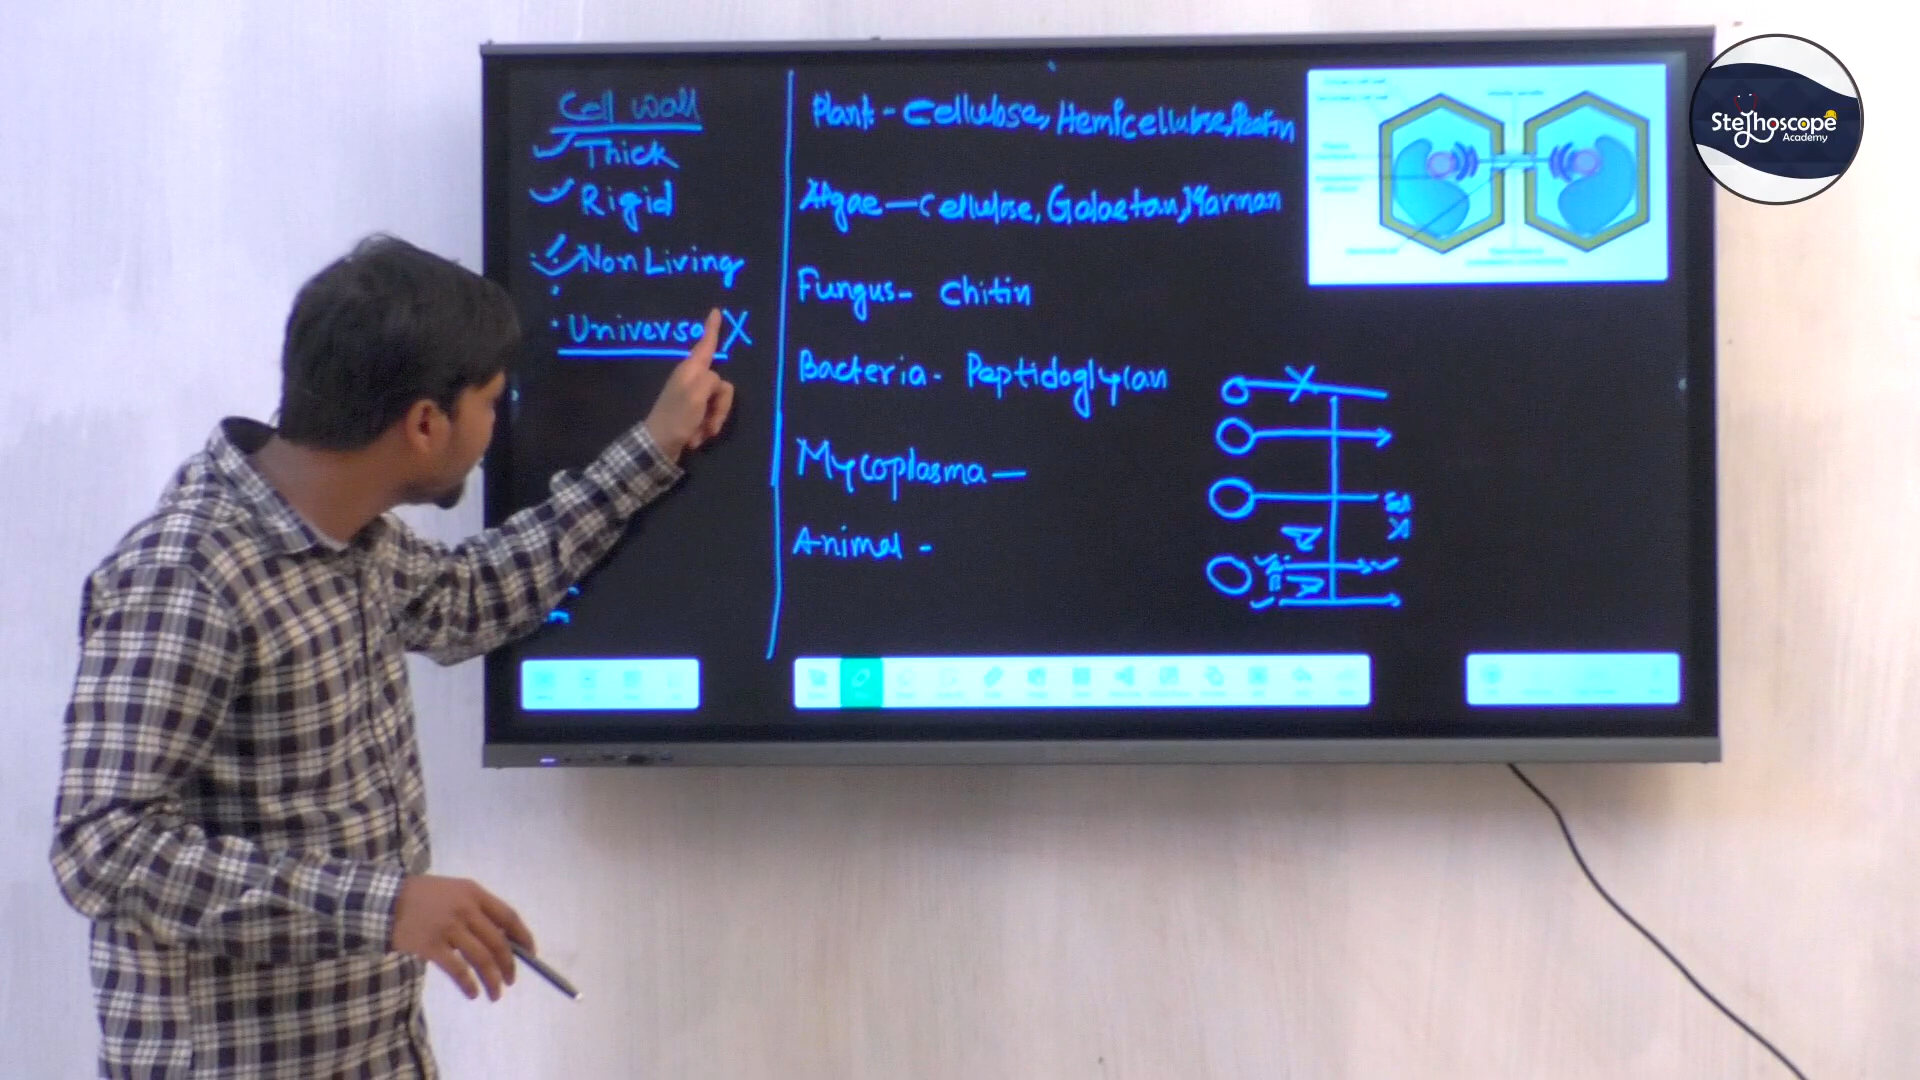 Cell wall
Thick
Rigid
Non Living
Universal X
Plant - Cellulose, Hemicellulose, Pectin
Algae - Cellulose, Galaetan, Mannan
Fungus - Chitin
Bacteria - Peptidoglycan
Mycoplasma -
Animal -
Stethoscope
Academy